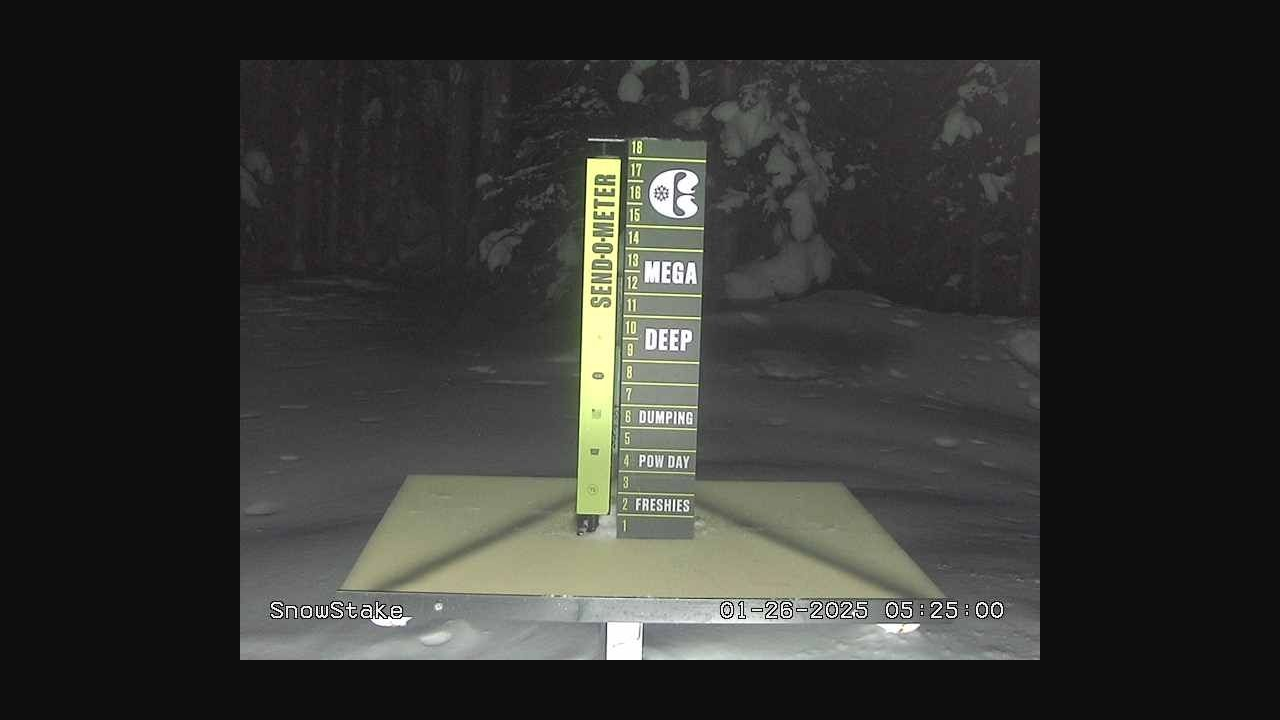 SEND-O-METER
18
17
16
15
14
13
MEGA
12
11
10
DEEP
9
8
7
6 DUMPING
5
4 POW DAY
3
2 FRESHIES
1
SnowStake
01-26-2025 05:25:00